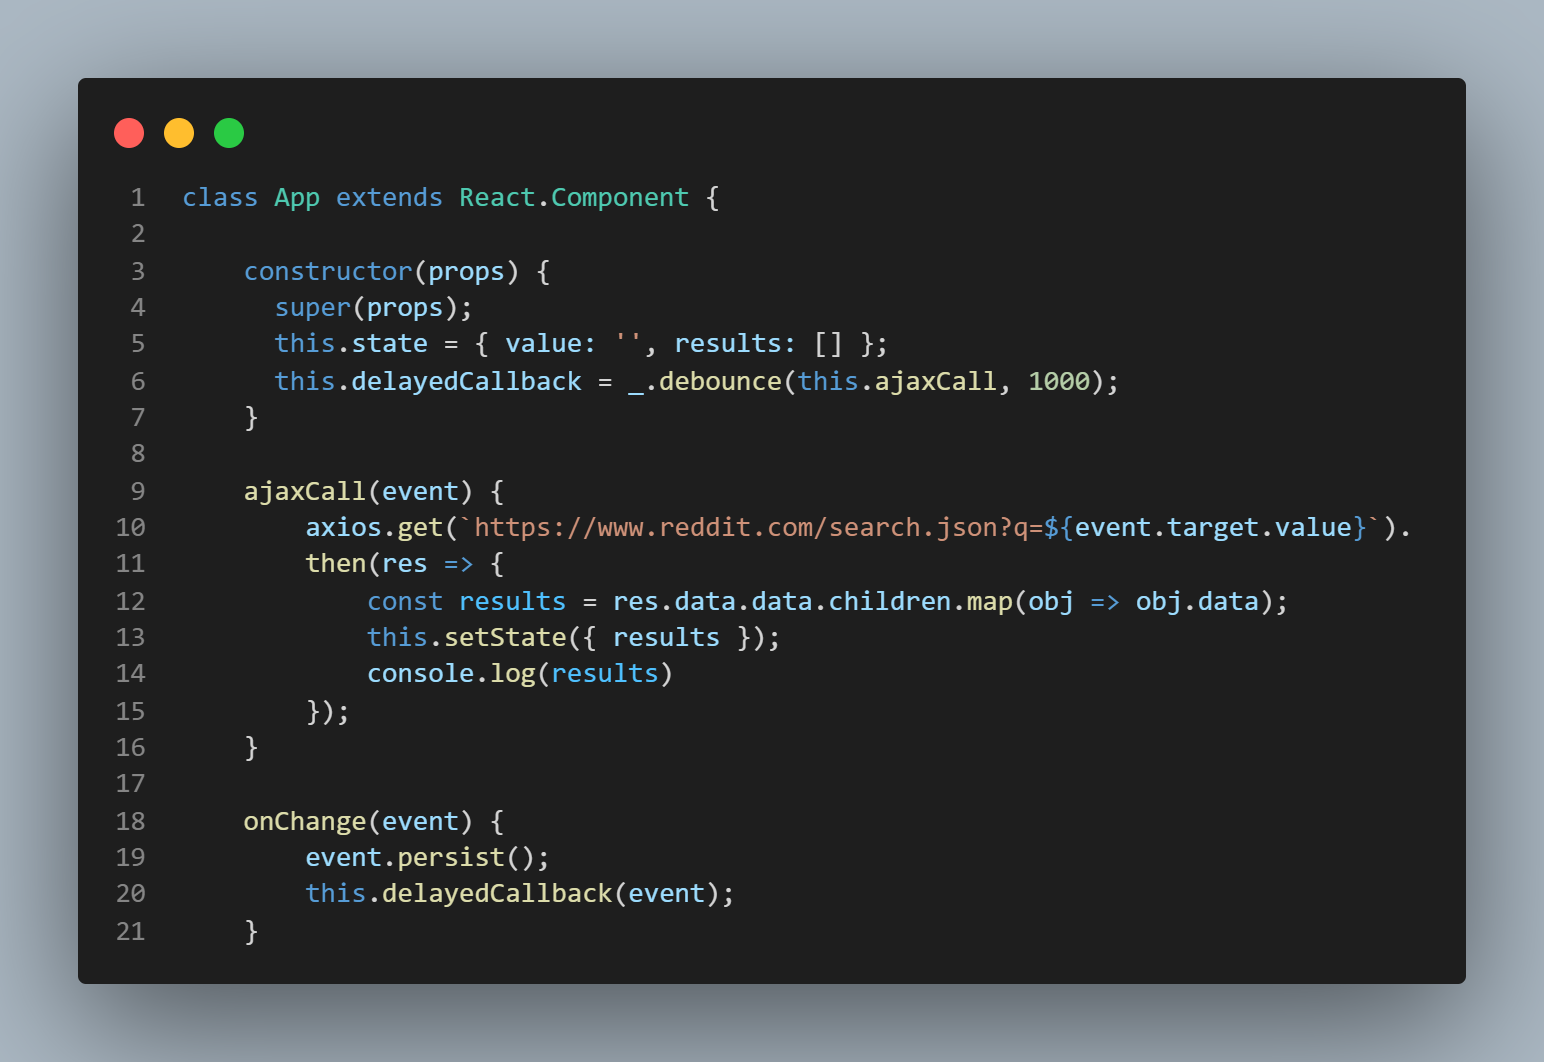 1 class App extends React.Component {
2
3 constructor(props) {
4 super(props);
5 this.state = { value: '', results: [] };
6 this.delayedCallback = _.debounce(this.ajaxCall, 1000);
7 }
8
9 ajaxCall(event) {
10 axios.get(`https://www.reddit.com/search.json?q=${event.target.value}`).
11 then(res => {
12 const results = res.data.data.children.map(obj => obj.data);
13 this.setState({ results });
14 console.log(results)
15 });
16 }
17
18 onChange(event) {
19 event.persist();
20 this.delayedCallback(event);
21 }